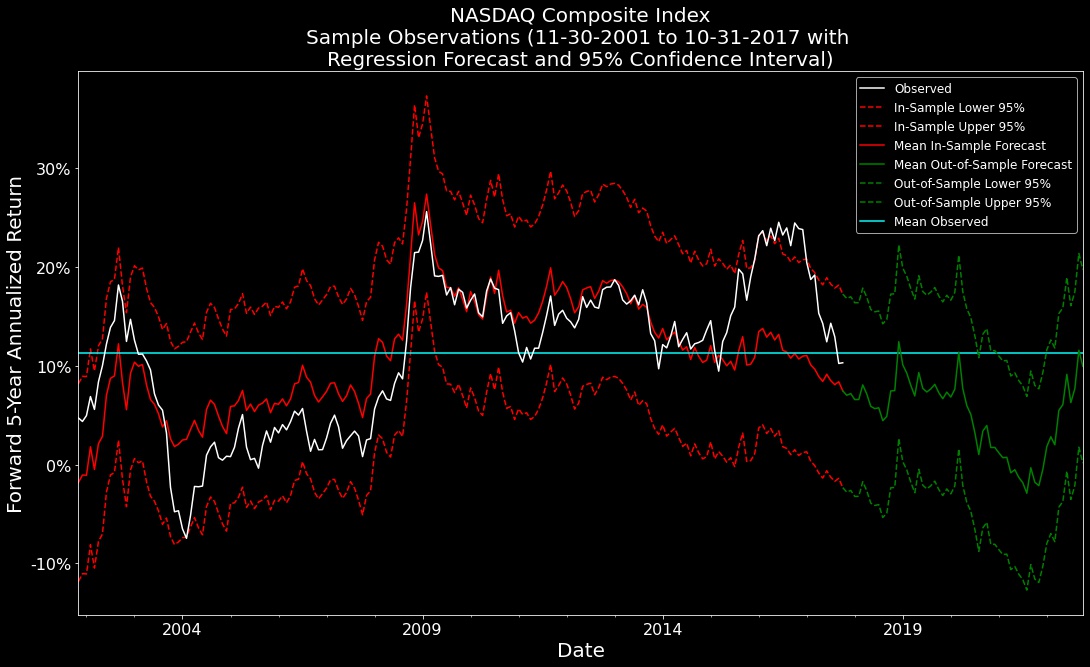 NASDAQ Composite Index
Sample Observations (11-30-2001 to 10-31-2017 with
Regression Forecast and 95% Confidence Interval)
Observed
In-Sample Lower 95%
In-Sample Upper 95%
Mean In-Sample Forecast
Mean Out-of-Sample Forecast
Out-of-Sample Lower 95%
Out-of-Sample Upper 95%
Mean Observed
Forward 5-Year Annualized Return
30%
20%
10%
0%
-10%
2004
2009
2014
2019
Date